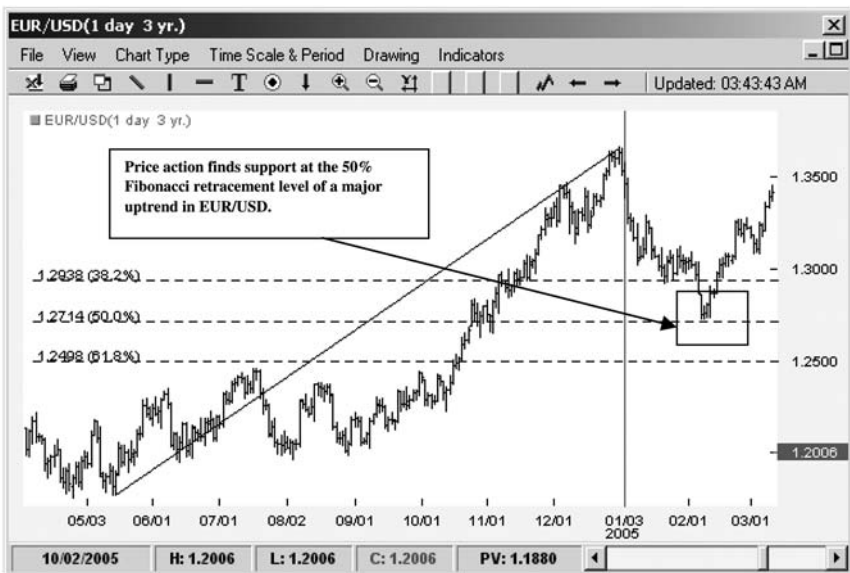 EUR/USD(1 day 3 yr.)
File View Chart Type Time Scale & Period Drawing Indicators
T Updated: 03:43:43 AM
EUR/USD(1 day 3 yr.)
Price action finds support at the 50%
Fibonacci retracement level of a major
uptrend in EUR/USD.
1.3500
1.3000
1.2938 (38.2%)
1.2714 (50.0%)
1.2498 (61.8%)
1.2500
1.2006
05/03 06/01 07/01 08/02 09/01 10/01 11/01 12/01 01/03 02/01 03/01
2005
10/02/2005 H: 1.2006 L: 1.2006 C: 1.2006 PV: 1.1880